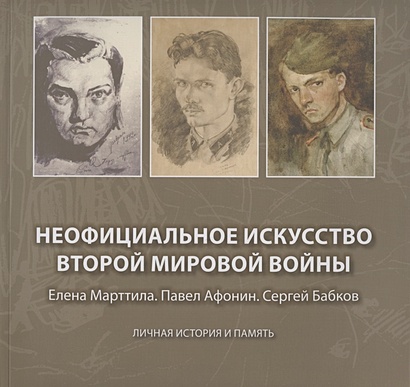 НЕОФИЦИАЛЬНОЕ ИСКУССТВО
ВТОРОЙ МИРОВОЙ ВОЙНЫ
Елена Марттила. Павел Афонин. Сергей Бабков
ЛИЧНАЯ ИСТОРИЯ И ПАМЯТЬ